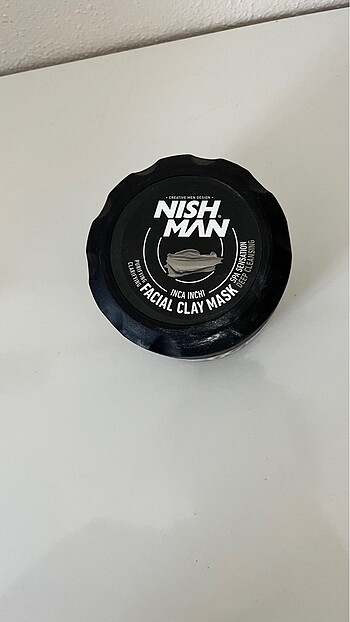 • CREATIVE MEN DESIGN •
NISH
MAN®
PURIFYING
CLARIFYING
INCA INCHI
FACIAL CLAY MASK
SPA SENSATION
DEEP CLEANSING